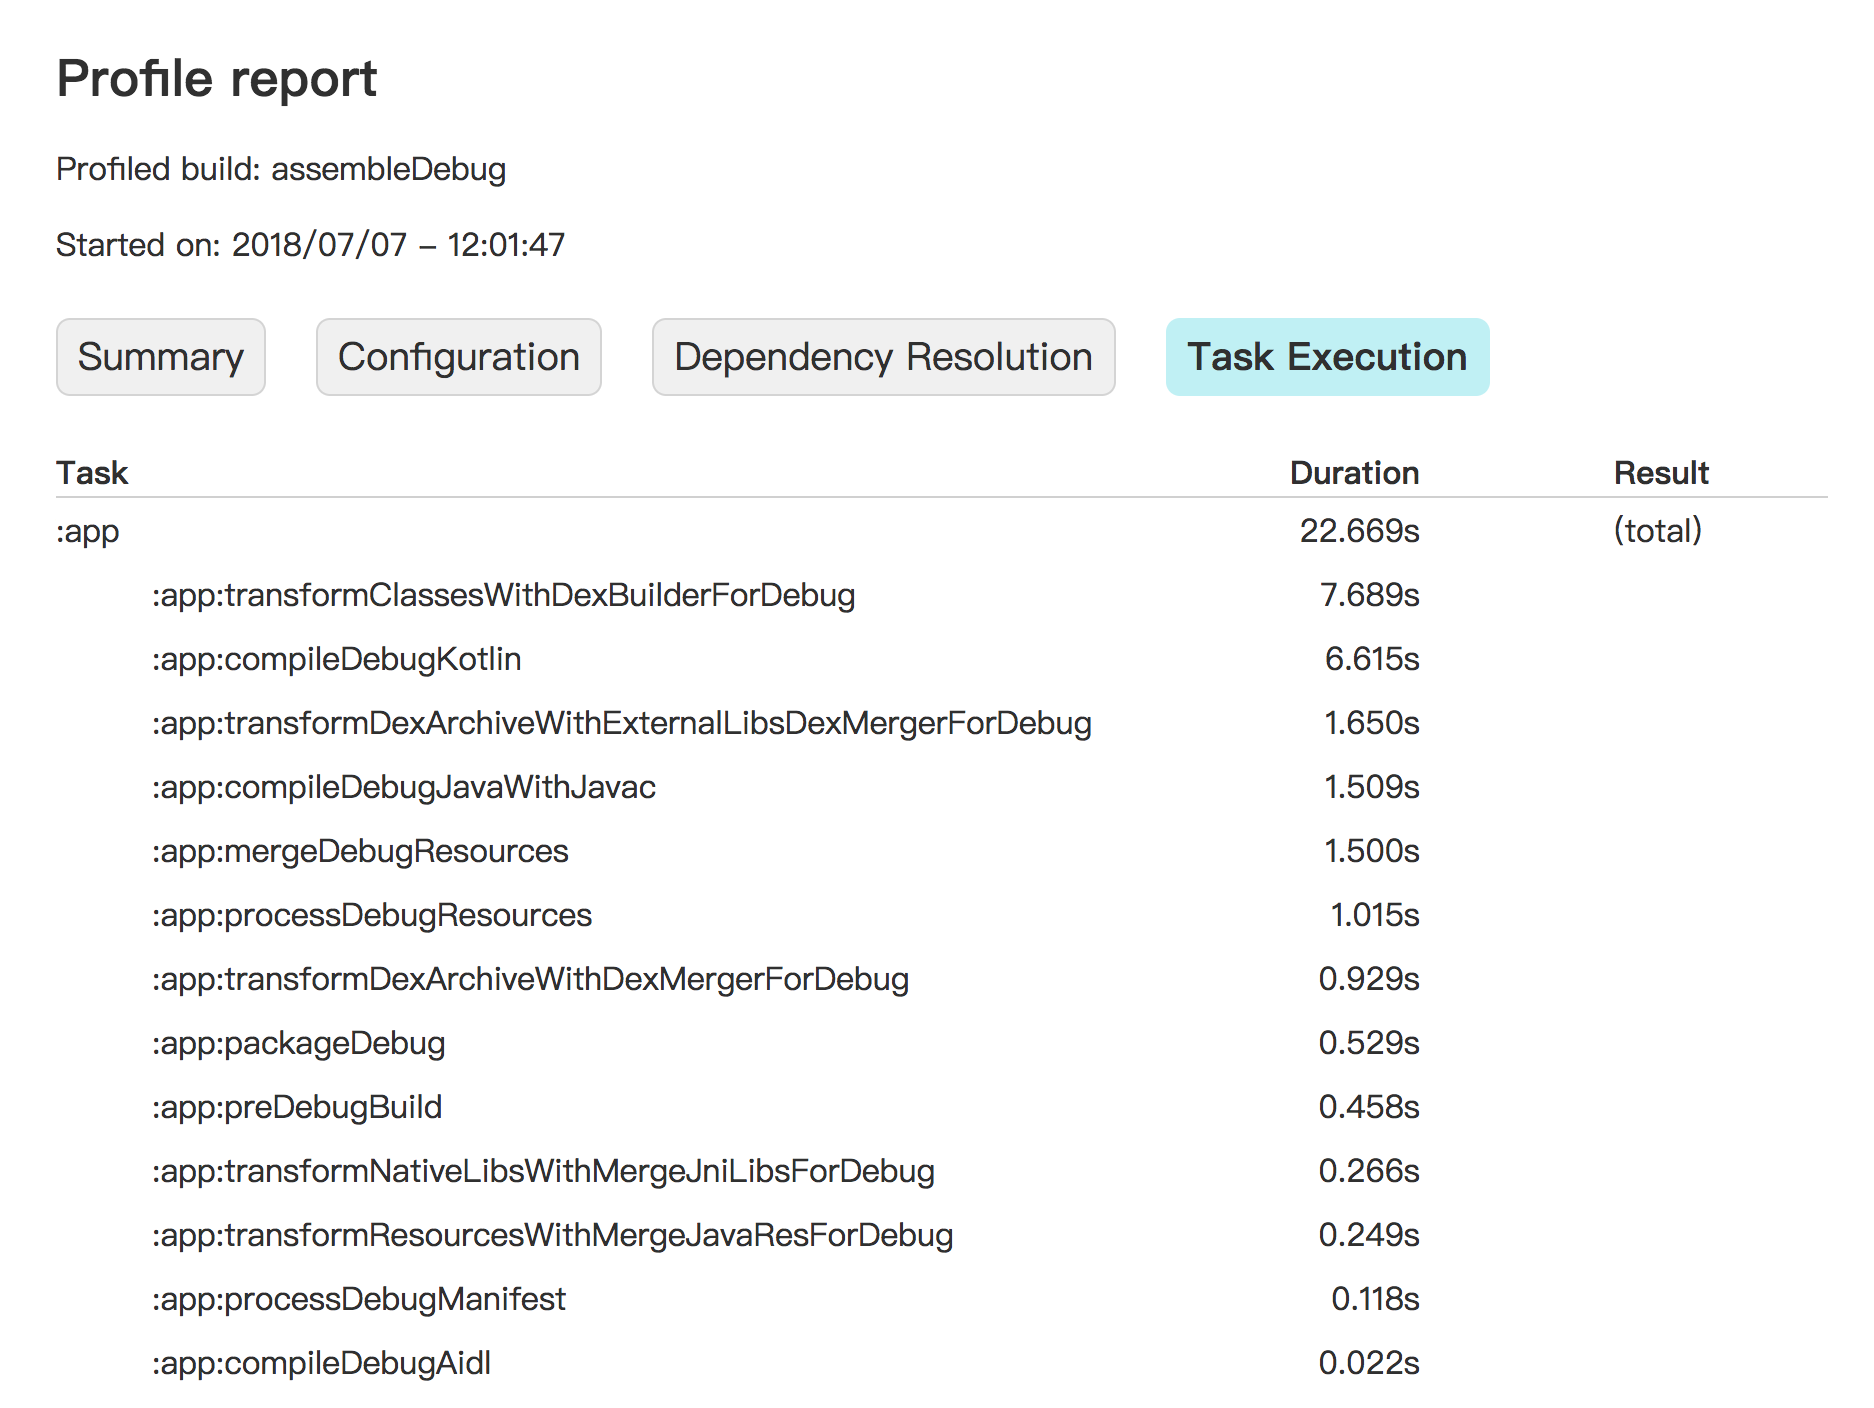 Profile report
Profiled build: assembleDebug
Started on: 2018/07/07 – 12:01:47
Summary Configuration Dependency Resolution Task Execution
Task Duration Result
:app 22.669s (total)
:app:transformClassesWithDexBuilderForDebug 7.689s
:app:compileDebugKotlin 6.615s
:app:transformDexArchiveWithExternalLibsDexMergerForDebug 1.650s
:app:compileDebugJavaWithJavac 1.509s
:app:mergeDebugResources 1.500s
:app:processDebugResources 1.015s
:app:transformDexArchiveWithDexMergerForDebug 0.929s
:app:packageDebug 0.529s
:app:preDebugBuild 0.458s
:app:transformNativeLibsWithMergeJniLibsForDebug 0.266s
:app:transformResourcesWithMergeJavaResForDebug 0.249s
:app:processDebugManifest 0.118s
:app:compileDebugAidl 0.022s